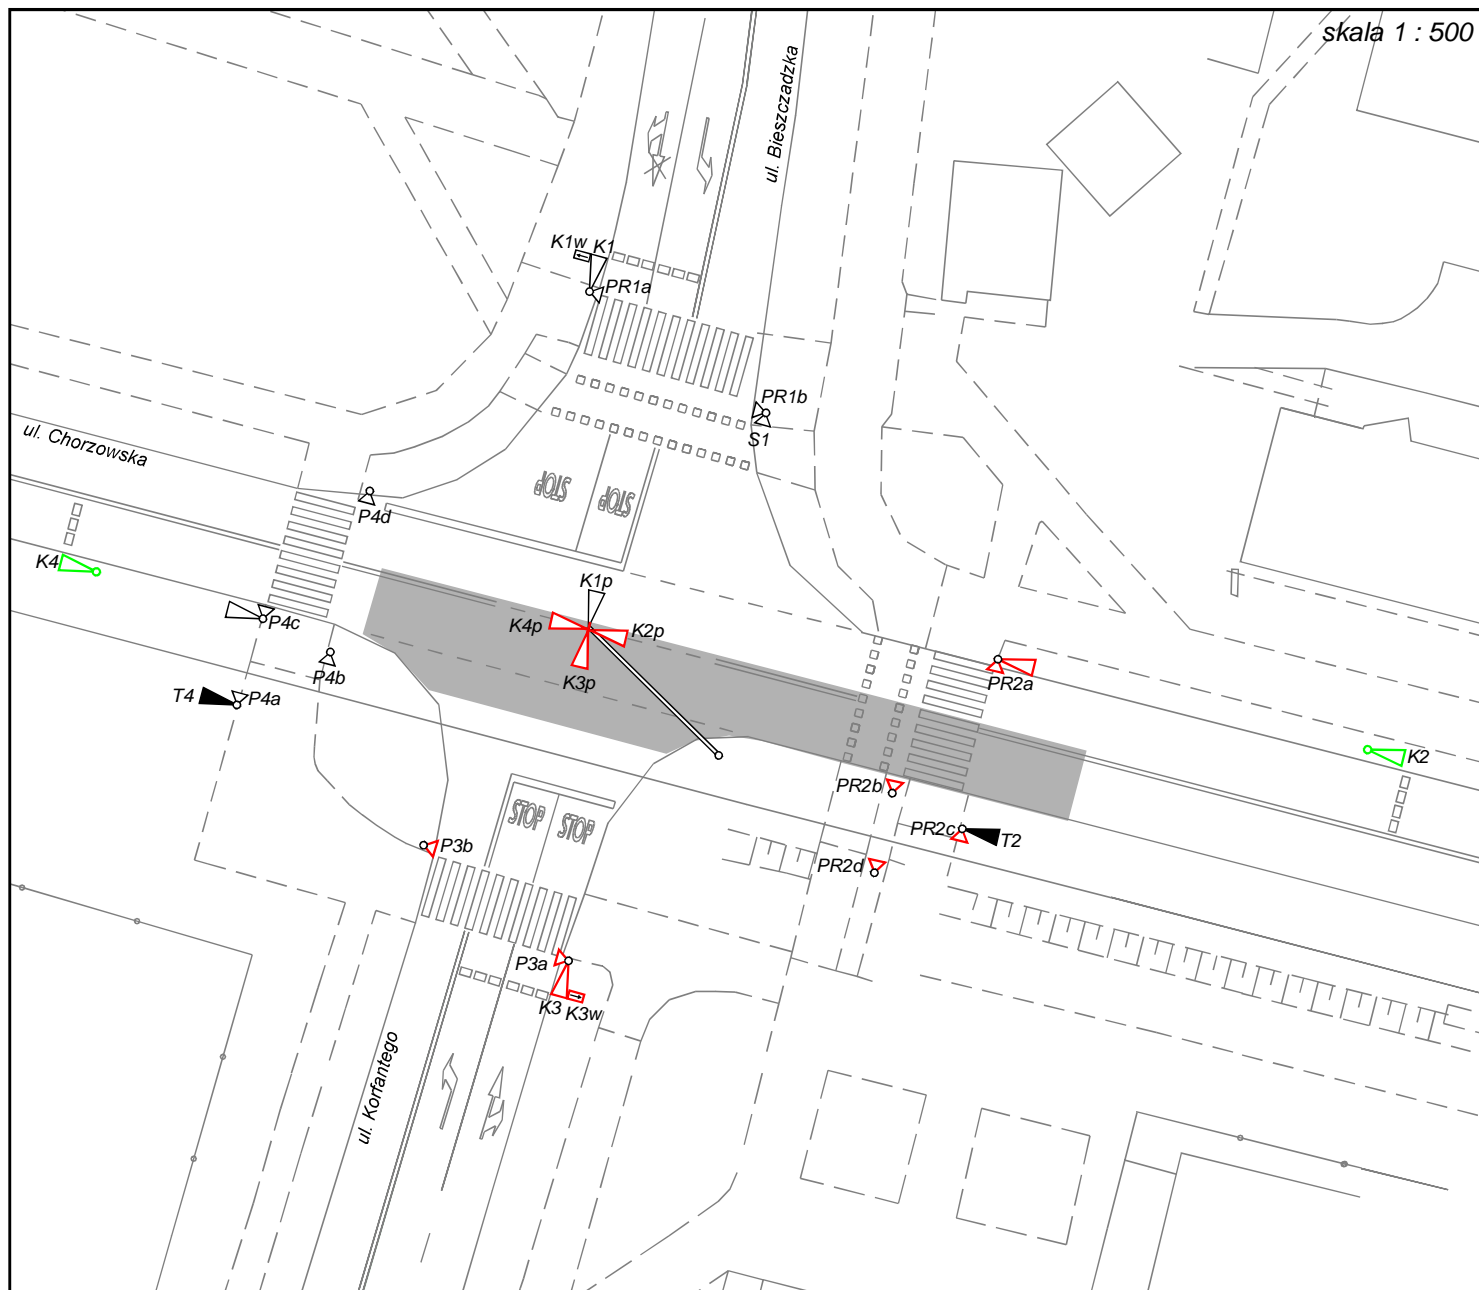 skala 1 : 500
ul. Bieszczadzka
K1w
K1
PR1a
PR1b
S1
ul. Chorzowska
STOP
STOP
P4d
K4
K1p
P4c
K4p
K2p
K3p
PR2a
P4b
T4
P4a
K2
PR2b
STOP
STOP
PR2c
T2
P3b
PR2d
P3a
K3
K3w
ul. Korfantego